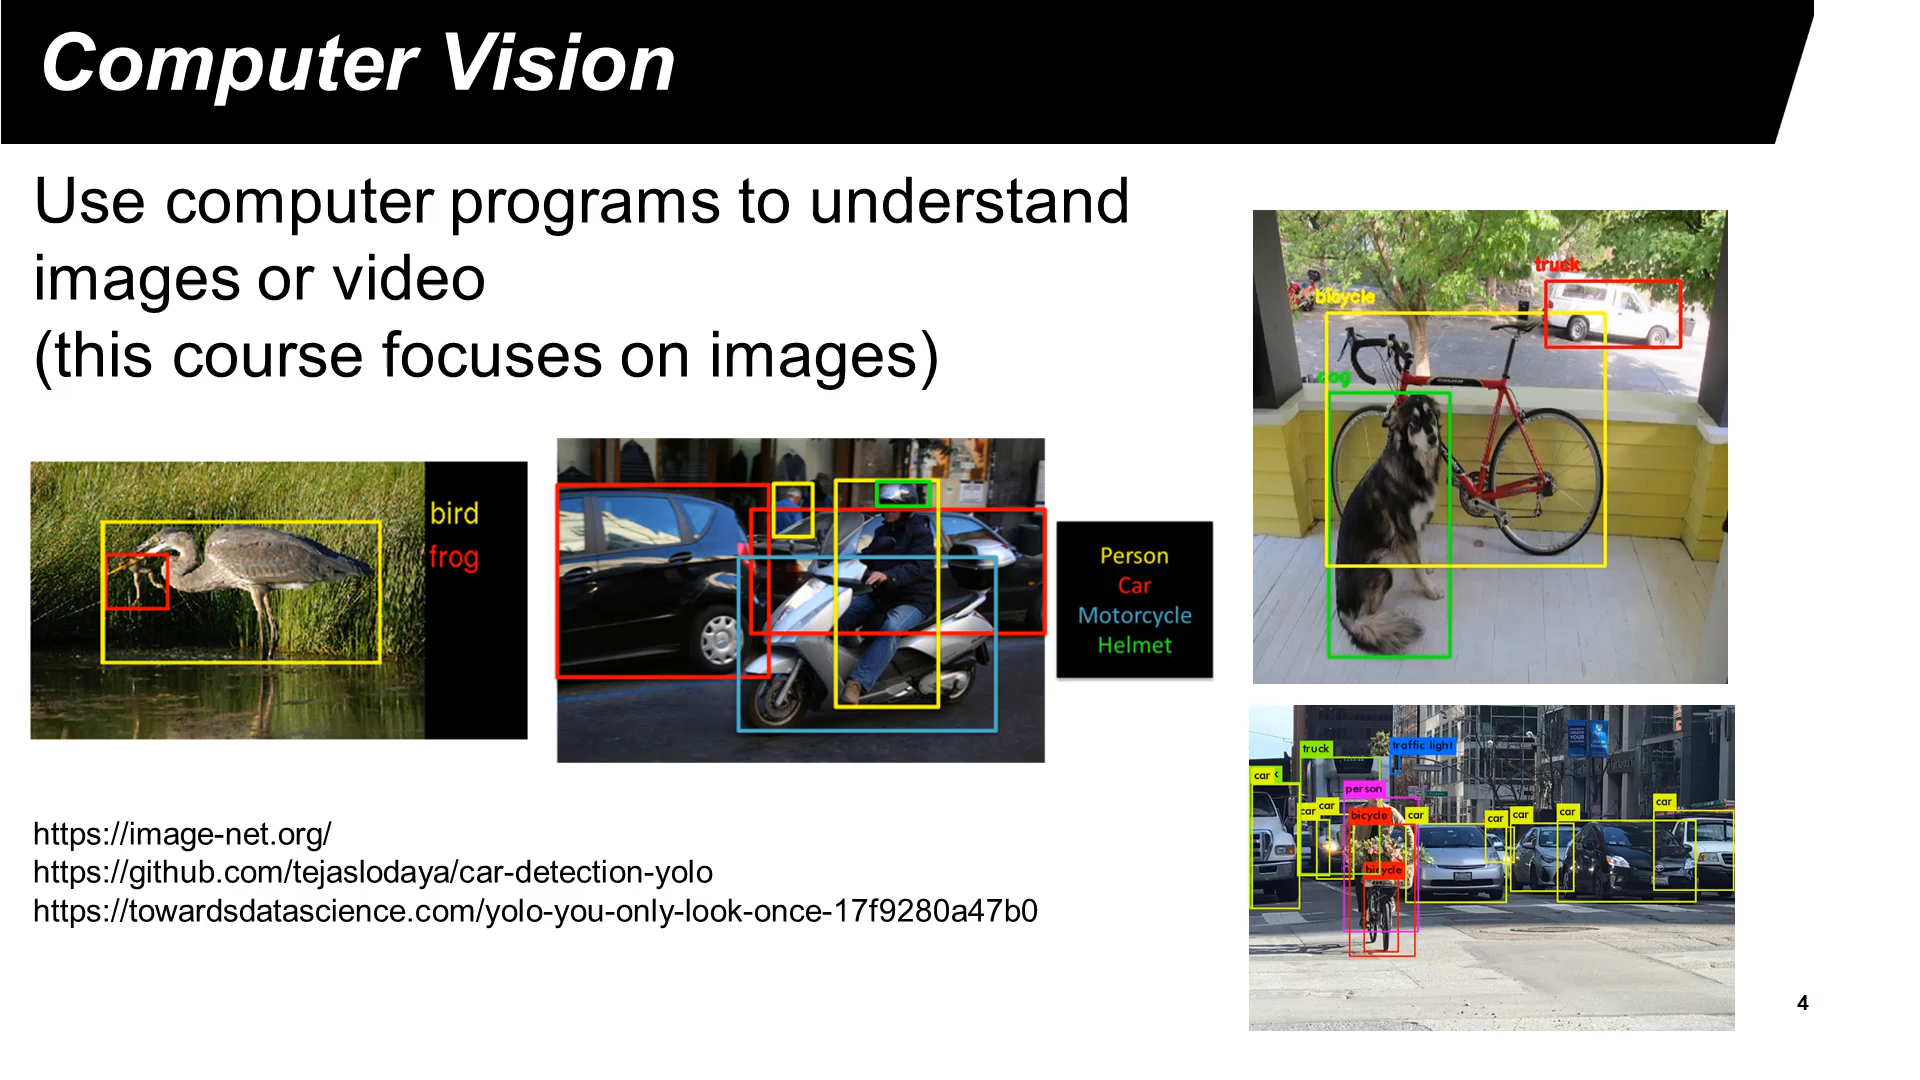 Computer Vision
Use computer programs to understand
images or video
(this course focuses on images)
bird
frog
Person
Car
Motorcycle
Helmet
truck
bicycle
dog
truck
traffic light
car
person
car
car
bicycle
car
car
car
car
car
bicycle
https://image-net.org/
https://github.com/tejaslodaya/car-detection-yolo
https://towardsdatascience.com/yolo-you-only-look-once-17f9280a47b0
4